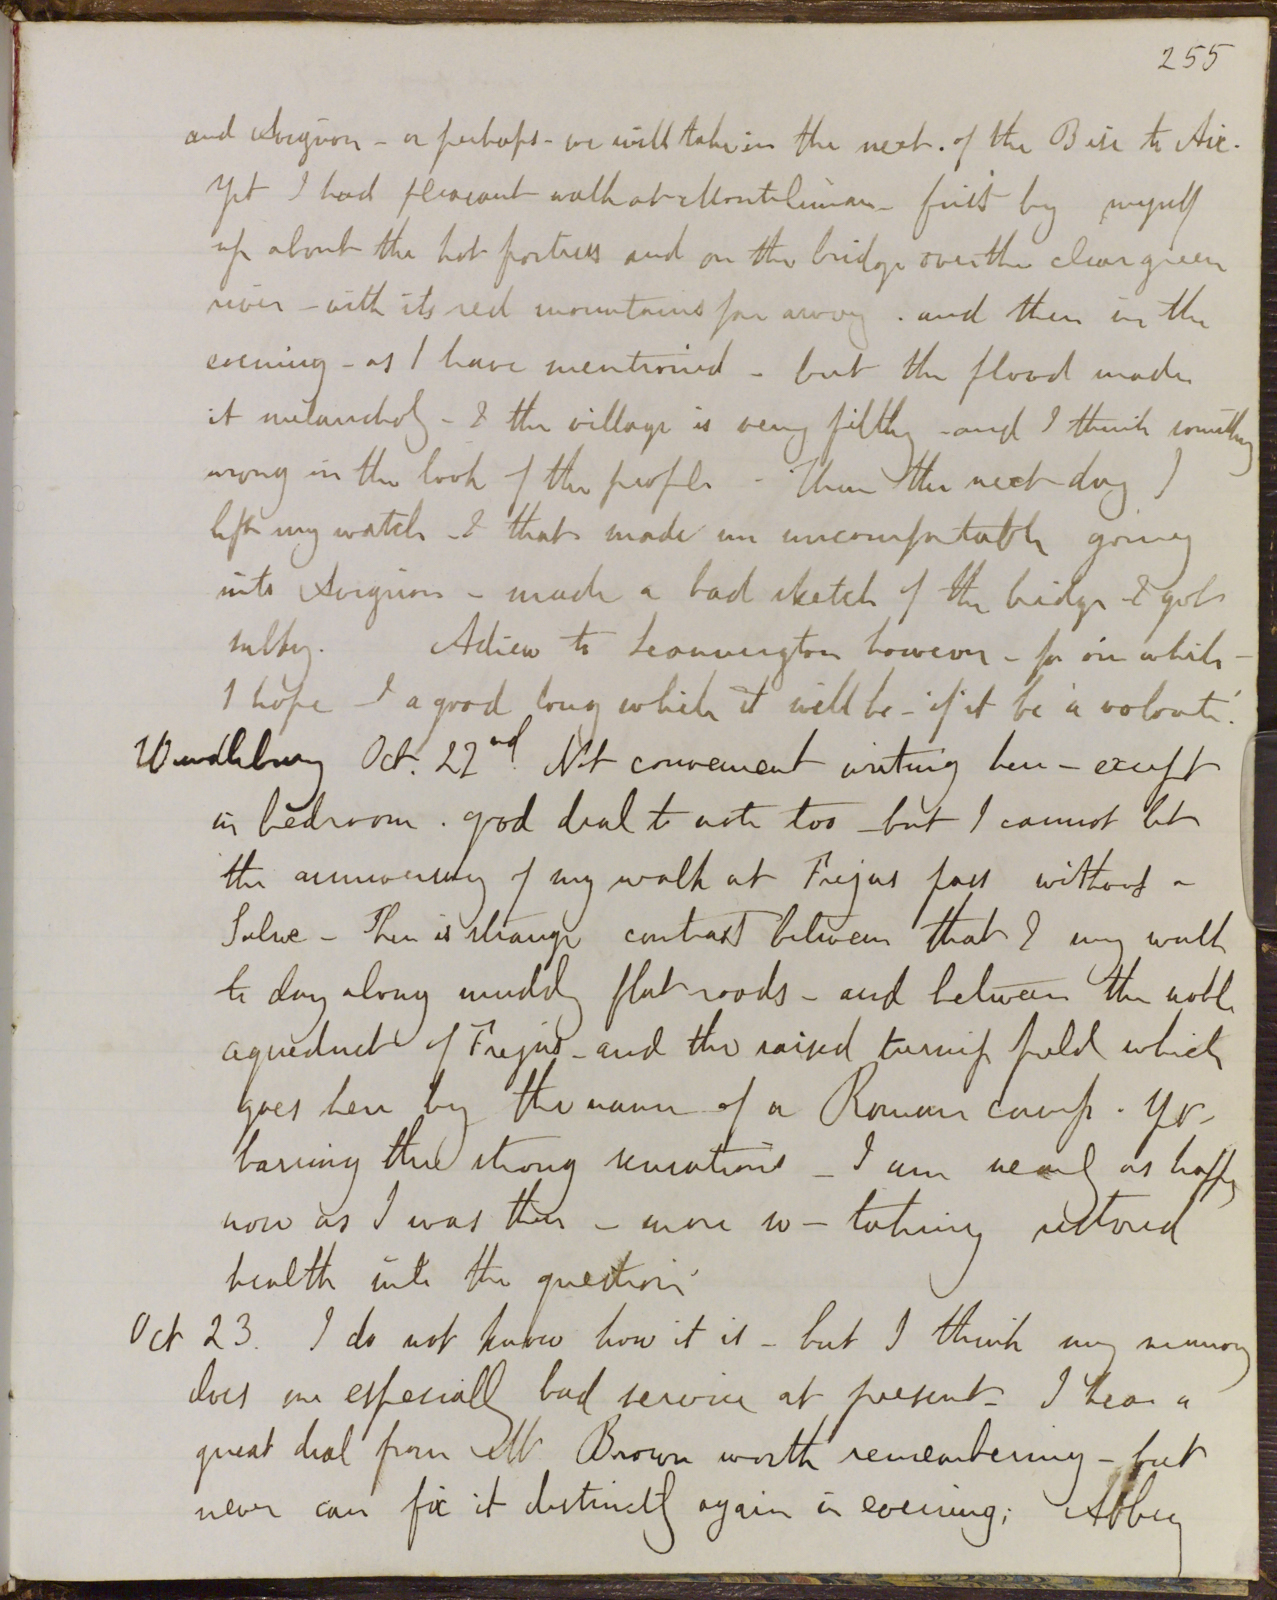 255
and Avignon - or perhaps - we will take in the next. of the Bise to Aix.
Yet I had pleasant walk at Montelimar - first by myself
up about the hot fortress and on the bridge over the clear green
river - with its red mountains far away. and then in the
evening - as I have mentioned - but the flood made
it melancholy - & the village is very filthy - and I think something
wrong in the look of the people - Then the next day I
left my watch - & that made me uncomfortable going
into Avignon - made a bad sketch of the bridge & got
sulky. Adieu to Leamington however - for one while -
I hope - & a good long while it will be - if it be a volonte.
Wendlebury Oct. 22nd. Not convenient writing here - except
in bedroom. good deal to note too - but I cannot let
the anniversary of my walk at Frejus pass without a
Salve - There is strange contrast between that & my walk
to day along muddy flat roads - and between the noble
aqueduct of Frejus - and the raised turnip field which
goes here by the name of a Roman camp. Yet
barring the strong sensations - I am nearly as happy
now as I was then - more so - taking restored
health into the question.
Oct 23. I do not know how it is - but I think my memory
does me especially bad service at present - I hear a
great deal from Mr Brown worth remembering - but
never can fix it distinctly again in evening; Abbey